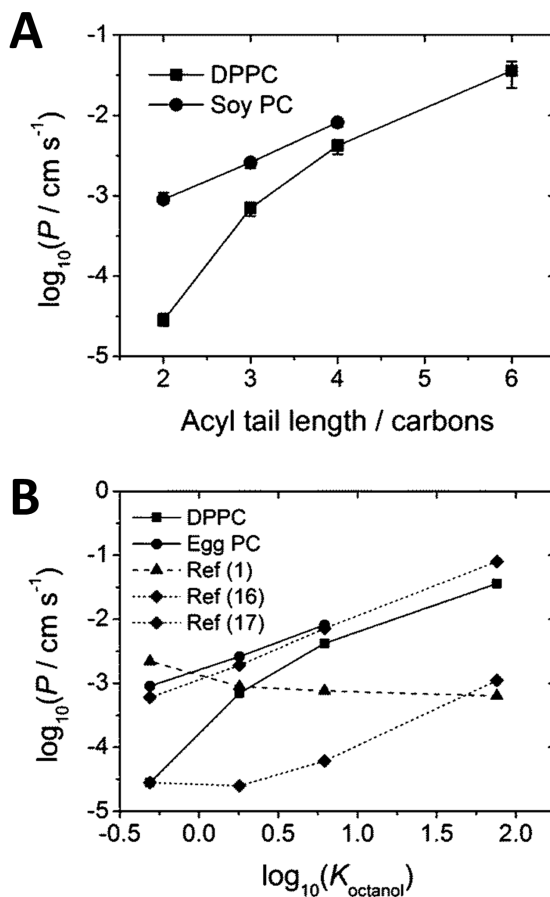 A
-1
DPPC
Soy PC
-2
-3
-4
-5
log10(P / cm s-1)
2 3 4 5 6
Acyl tail length / carbons
B
0
DPPC
Egg PC
-1
Ref (1)
Ref (16)
Ref (17)
-2
-3
-4
-5
log10(P / cm s-1)
-0.5 0.0 0.5 1.0 1.5 2.0
log10(Koctanol)